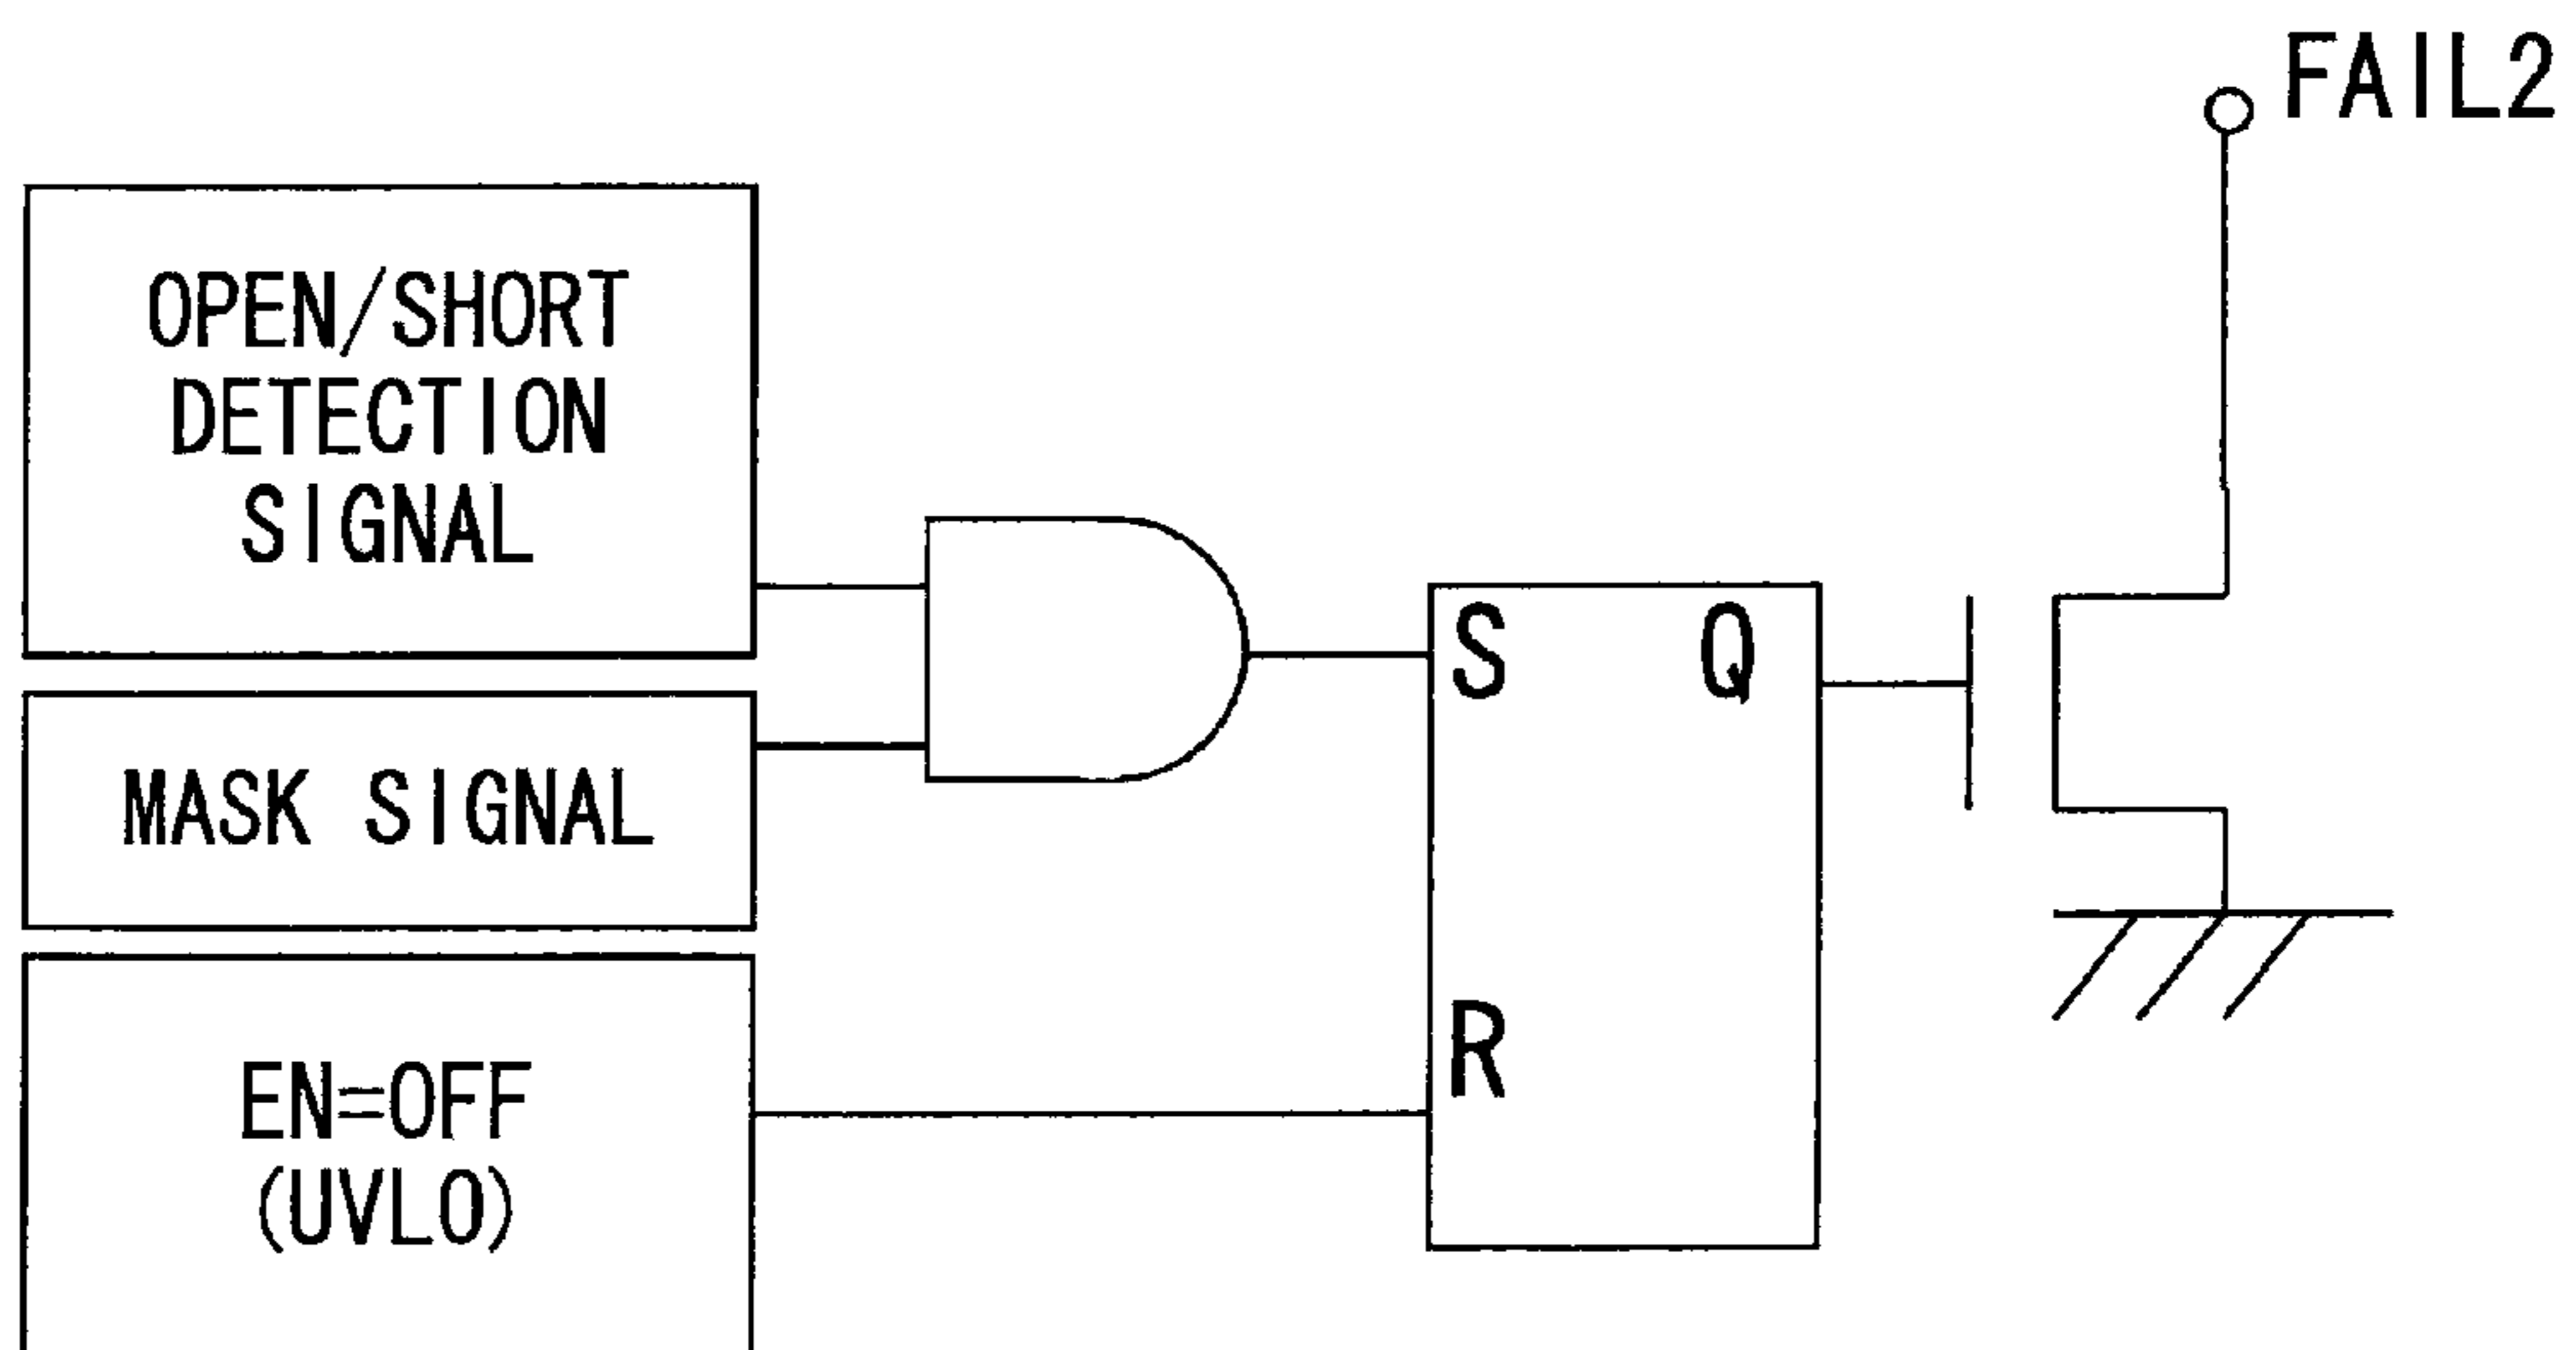 FAIL2
OPEN/SHORT
DETECTION
SIGNAL
S
Q
MASK SIGNAL
R
EN=OFF
(UVLO)